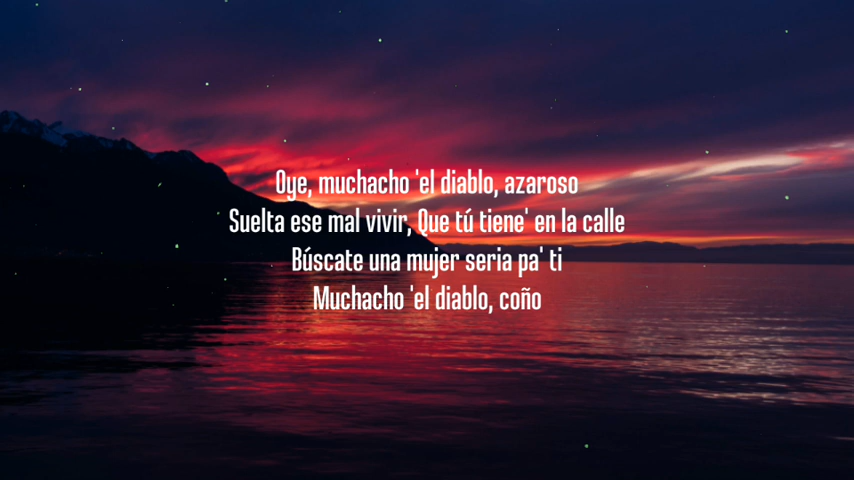 Oye, muchacho 'el diablo, azaroso
Suelta ese mal vivir, Que tú tiene' en la calle
Búscate una mujer seria pa' ti
Muchacho 'el diablo, coño